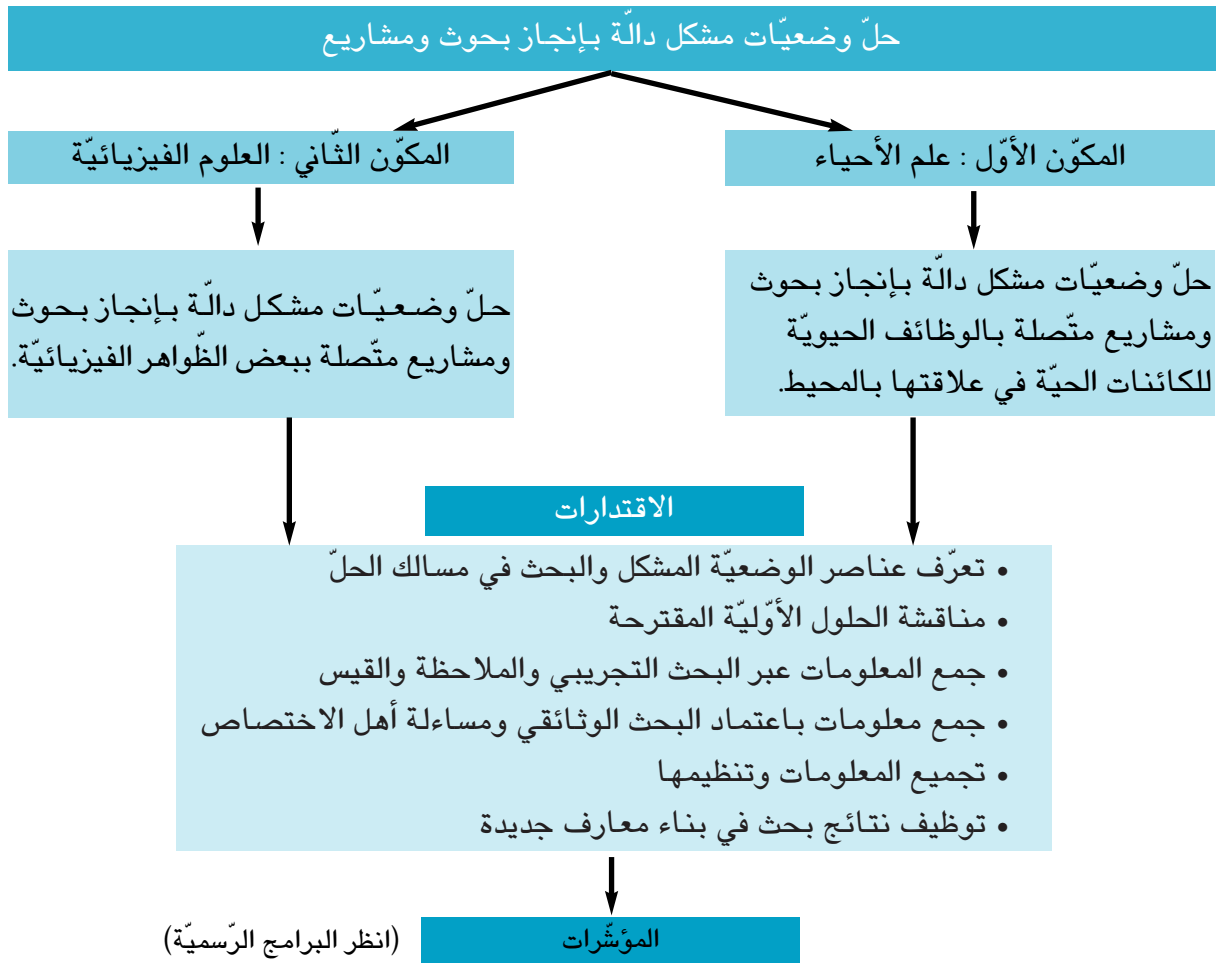 حلّ وضعيّات مشكل دالّة بإنجاز بحوث ومشاريع
المكوّن الأوّل : علم الأحياء
المكوّن الثّاني : العلوم الفيزيائيّة
حلّ وضعيّات مشكل دالّة بإنجاز بحوث
ومشاريع متّصلة بالوظائف الحيويّة
للكائنات الحيّة في علاقتها بالمحيط.
حلّ وضعيّات مشكل دالّة بإنجاز بحوث
ومشاريع متّصلة ببعض الظّواهر الفيزيائيّة.
الاقتدارات
• تعرّف عناصر الوضعيّة المشكل والبحث في مسالك الحلّ
• مناقشة الحلول الأوّليّة المقترحة
• جمع المعلومات عبر البحث التجريبي والملاحظة والقيس
• جمع معلومات باعتماد البحث الوثائقي ومساءلة أهل الاختصاص
• تجميع المعلومات وتنظيمها
• توظيف نتائج بحث في بناء معارف جديدة
المؤشّرات
(انظر البرامج الرّسميّة)